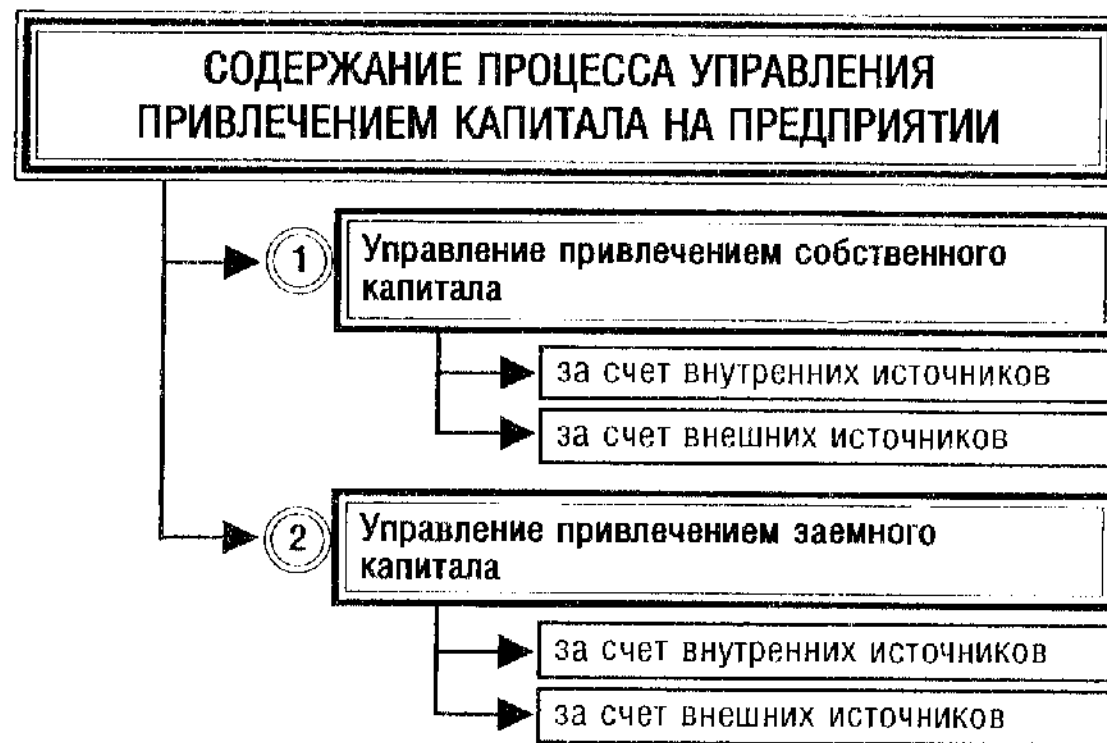 СОДЕРЖАНИЕ ПРОЦЕССА УПРАВЛЕНИЯ
ПРИВЛЕЧЕНИЕМ КАПИТАЛА НА ПРЕДПРИЯТИИ
1
Управление привлечением собственного
капитала
за счет внутренних источников
за счет внешних источников
2
Управление привлечением заемного
капитала
за счет внутренних источников
за счет внешних источников